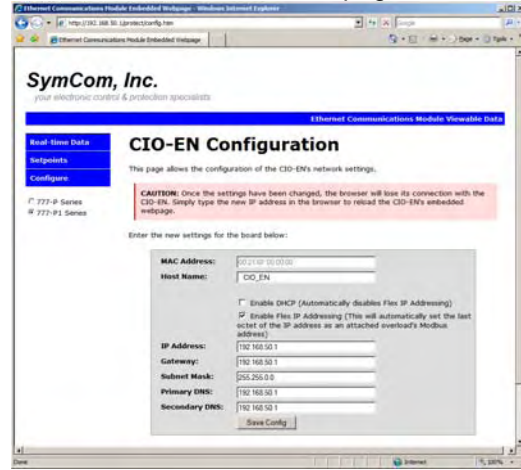 Ethernet Communications Module Embedded Webpage - Windows Internet Explorer
Ethernet Communications Module Embedded Webpage
Page
Tools
SymCom, Inc.
your electronic control & protection specialists
Ethernet Communications Module Viewable Data
Real-time Data
Setpoints
Configure
777-P Series
777-P1 Series
CIO-EN Configuration
This page allows the configuration of the CIO-EN's network settings.
CAUTION: Once the settings have been changed, the browser will lose its connection with the
CIO-EN. Simply type the new IP address in the browser to reload the CIO-EN's embedded
webpage.
Enter the new settings for the board below:
MAC Address:
Host Name: CIO_EN
Enable DHCP (Automatically disables Flex IP Addressing)
Enable Flex IP Addressing (This will automatically set the last
octet of the IP address as an attached overload's Modbus
address)
IP Address: 192.168.50.1
Gateway: 192.168.50.1
Subnet Mask: 255.255.0.0
Primary DNS: 192.168.50.1
Secondary DNS: 192.168.50.1
Save Config
Done
Internet
100%